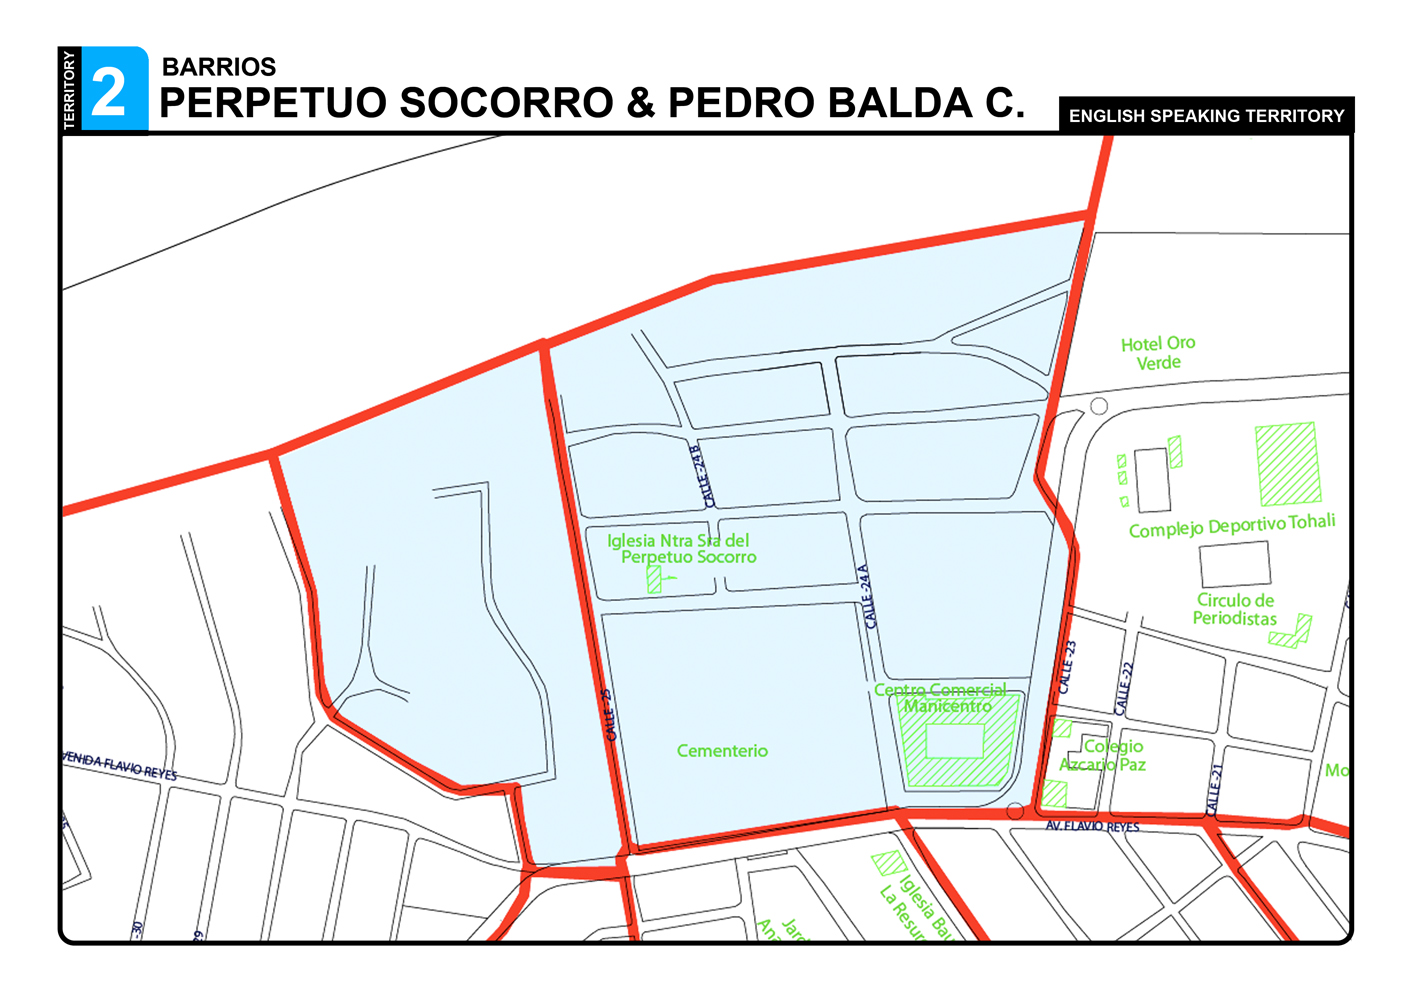 TERRITORY
2
BARRIOS
PERPETUO SOCORRO & PEDRO BALDA C.
ENGLISH SPEAKING TERRITORY
Hotel Oro
Verde
CALLE -24 B
Complejo Deportivo Tohali
Iglesia Ntra Sra del
Perpetuo Socorro
CALLE -24 A
Circulo de
Periodistas
CALLE -23
CALLE -22
CALLE -25
Centro Comercial
Manicentro
Cementerio
Colegio
Azcario Paz
Mo
VENIDA FLAVIO REYES
CALLE -21
AV. FLAVIO REYES
Iglesia Bau
La Resur
Jard
Ana
-30
29